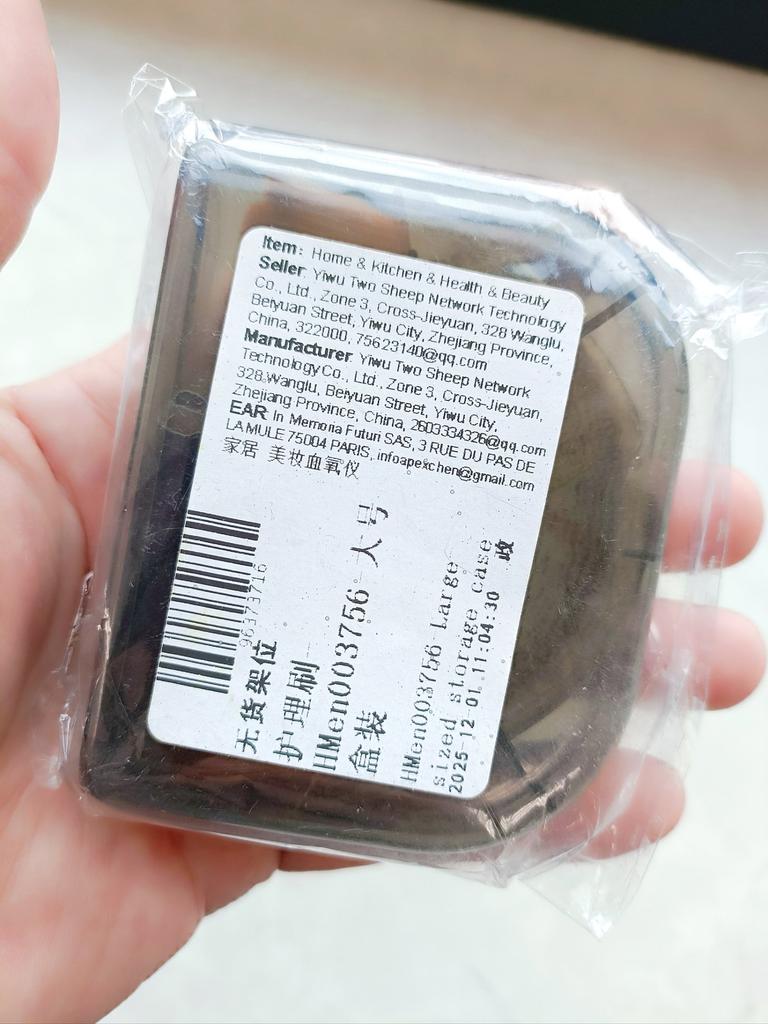 Item: Home & Kitchen & Health & Beauty
Seller: Yiwu Two Sheep Network Technology
Co., Ltd., Zone 3, Cross-Jieyuan, 328 Wanglu,
Beiyuan Street, Yiwu City, Zhejiang Province,
China, 322000, 75623140@qq.com
Manufacturer: Yiwu Two Sheep Network
Technology Co., Ltd., Zone 3, Cross-Jieyuan,
328 Wanglu, Beiyuan Street, Yiwu City,
Zhejiang Province, China, 2603334326@qq.com
EAR: In Memoria Futuri SAS, 3 RUE DU PAS DE
LA MULE 75004 PARIS, infoapexchen@gmail.com
家居 美妆血氧仪
96373716
无货架位
护理刷
HMen003756 大号
盒装
HMen003756 Large
sized storage case
2025-12-01 11:04:30 政